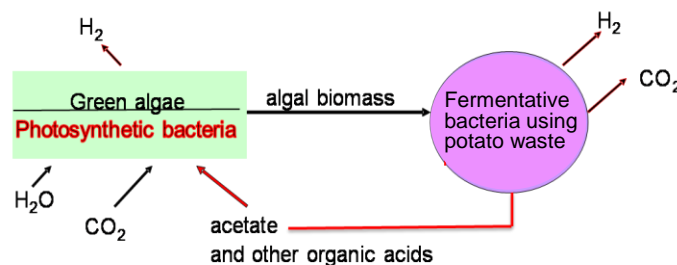 H₂
Green algae
Photosynthetic bacteria
algal biomass
Fermentative
bacteria using
potato waste
H₂
CO₂
H₂O
CO₂
acetate
and other organic acids